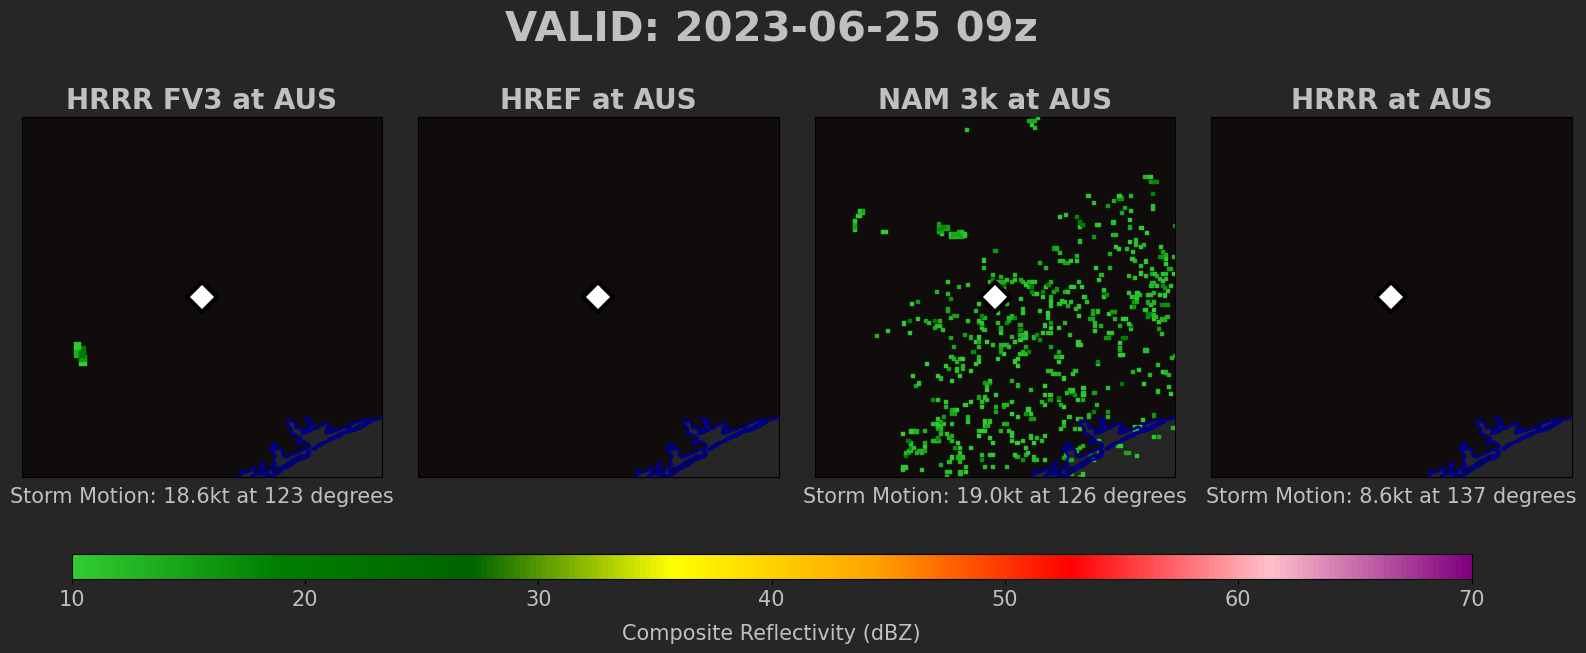 VALID: 2023-06-25 09z
HRRR FV3 at AUS
HREF at AUS
NAM 3k at AUS
HRRR at AUS
Storm Motion: 18.6kt at 123 degrees
Storm Motion: 19.0kt at 126 degrees
Storm Motion: 8.6kt at 137 degrees
10 20 30 40 50 60 70
Composite Reflectivity (dBZ)